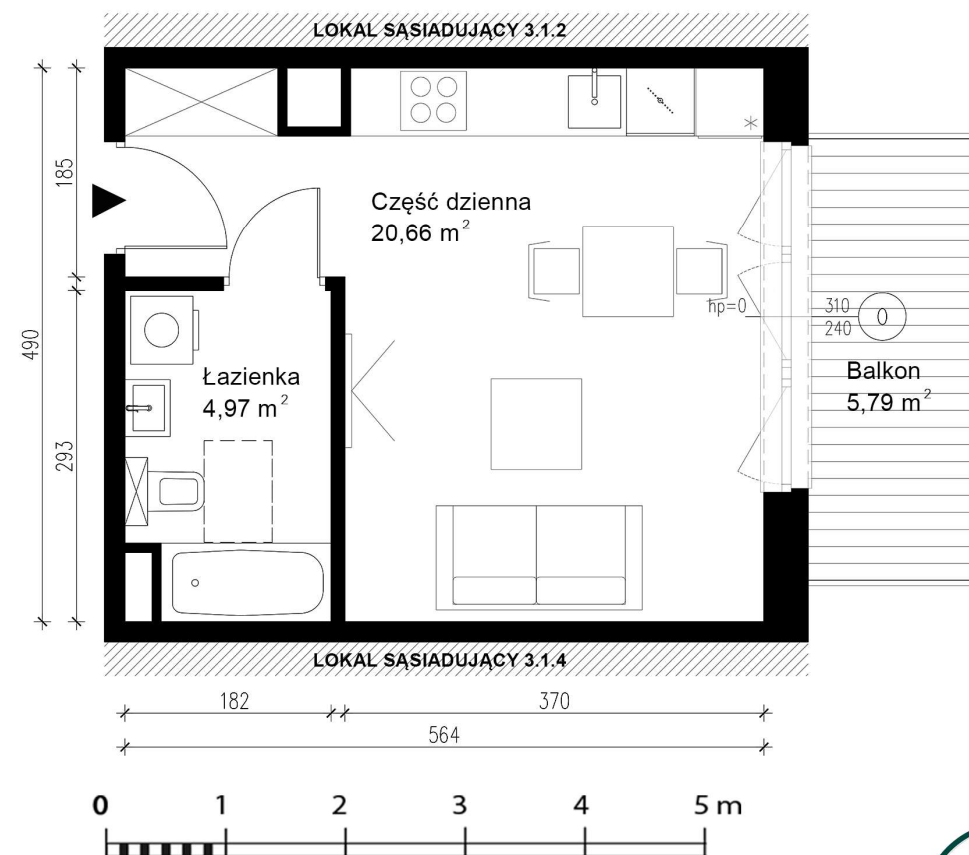 LOKAL SĄSIADUJĄCY 3.1.2
185
Część dzienna
20,66 m²
hp=0
310
240
0
490
Łazienka
4,97 m²
Balkon
5,79 m²
293
LOKAL SĄSIADUJĄCY 3.1.4
182
370
564
0 1 2 3 4 5 m